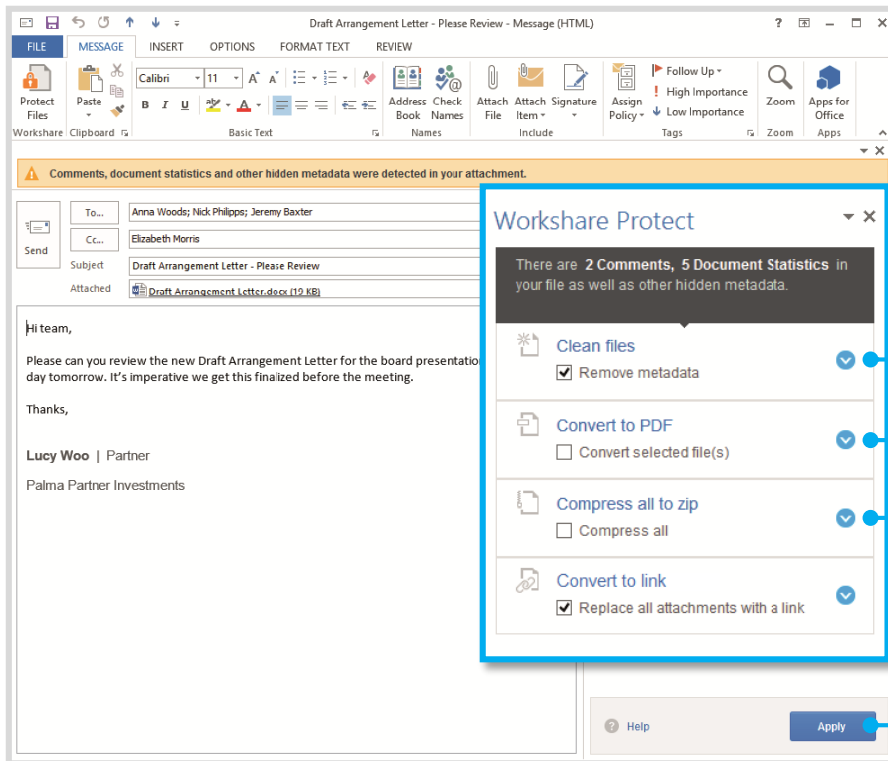 Draft Arrangement Letter - Please Review - Message (HTML)
FILE MESSAGE INSERT OPTIONS FORMAT TEXT REVIEW
Protect Files
Paste
Calibri 11
B I U
Address Book
Check Names
Attach File
Attach Item
Signature
Assign Policy
Follow Up
High Importance
Low Importance
Zoom
Apps for Office
Workshare Clipboard Basic Text Names Include Tags Zoom Apps
Comments, document statistics and other hidden metadata were detected in your attachment.
Send
To... Anna Woods; Nick Philipps; Jeremy Baxter
Cc... Elizabeth Morris
Subject Draft Arrangement Letter - Please Review
Attached Draft Arrangement Letter.docx (19 KB)
Hi team,
Please can you review the new Draft Arrangement Letter for the board presentatio
day tomorrow. It's imperative we get this finalized before the meeting.
Thanks,
Lucy Woo | Partner
Palma Partner Investments
Workshare Protect
There are 2 Comments, 5 Document Statistics in
your file as well as other hidden metadata.
Clean files
Remove metadata
Convert to PDF
Convert selected file(s)
Compress all to zip
Compress all
Convert to link
Replace all attachments with a link
Help
Apply